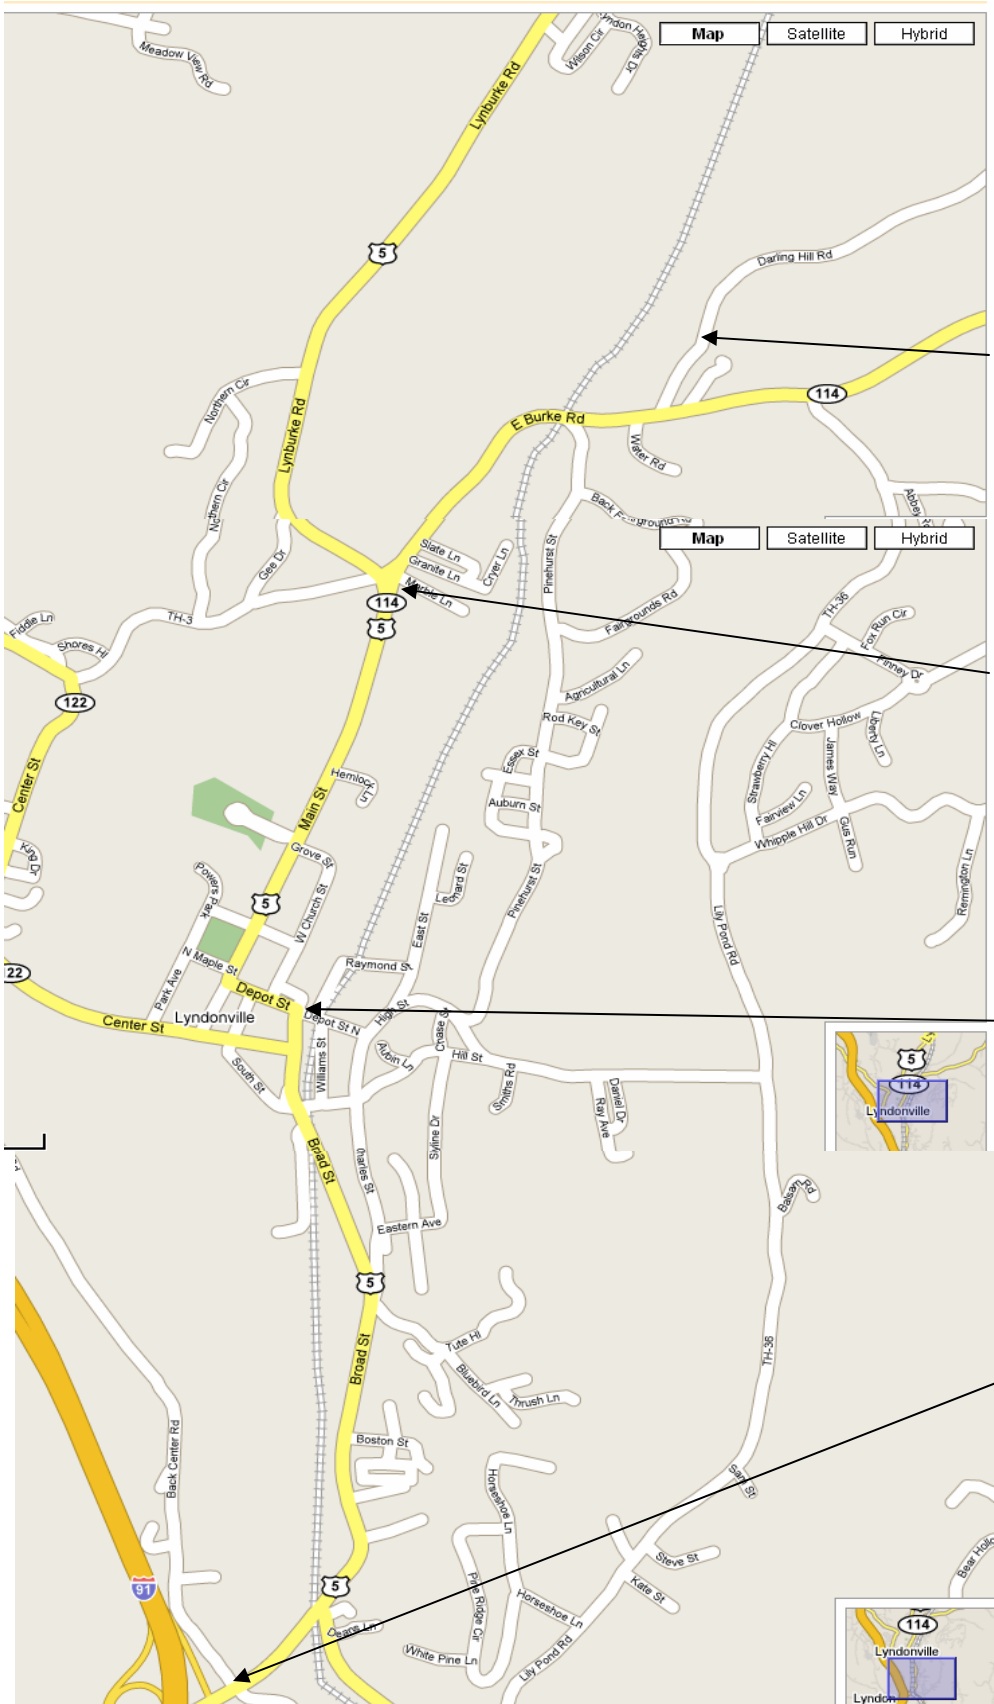 Map
Satellite
Hybrid
Meadow View Rd
Wilson Cir
Lynburke Rd
5
Darling Hill Rd
114
Northern Cir
Lynburke Rd
E Burke Rd
Water Rd
Northern Cir
Gee Dr
Slate Ln
Granite Ln
Cryer Ln
Marble Ln
Pinehurst St
Map
Satellite
Hybrid
TH-3
114
5
Fairgrounds Rd
TH-36
Fox Run Cir
Pinney Dr
Fiddle Ln
Shores Hl
122
Agricultural Ln
Rod Key St
Clover Hollow
Liberty Ln
Essex St
Strawberry Hl
James Way
Center St
Hemlock Ln
Main St
Auburn St
Fairview Ln
Whipple Hill Dr
Gus Run
King Dr
Grove St
Powers Park
5
W Church St
Leonard St
East St
Pinehurst St
Remington Ln
Lily Pond Rd
N Maple St
Raymond St
22
Park Ave
Depot St
Lyndonville
Center St
Depot St N
High St
Chase St
Williams St
Aubin Ln
Hill St
South St
Smiths Rd
Daniel Dr
Ray Ave
5
114
Lyndonville
Broad St
Charles St
Slyline Dr
Eastern Ave
Balsam Rd
5
Tute Hl
Broad St
Bluebird Ln
Thrush Ln
TH-36
Back Center Rd
Boston St
Sam St
Horseshoe Ln
Steve St
Kate St
91
5
Pine Ridge Cir
Horseshoe Ln
Deans Ln
White Pine Ln
Lily Pond Rd
114
Lyndonville
Lyndon